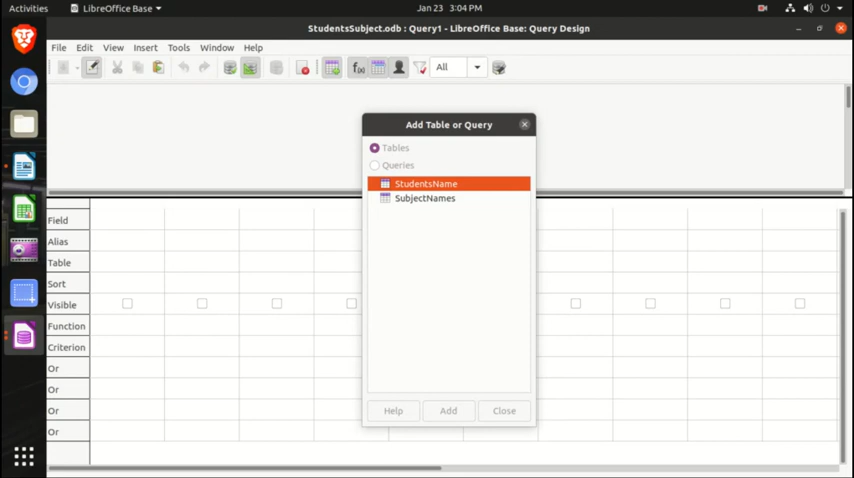 Activities LibreOffice Base Jan 23 3:04 PM
StudentsSubject.odb : Query1 - LibreOffice Base: Query Design
File Edit View Insert Tools Window Help
f(x) All
Add Table or Query
Tables
Queries
StudentsName
SubjectNames
Field
Alias
Table
Sort
Visible
Function
Criterion
Or
Or
Or
Or
Help Add Close